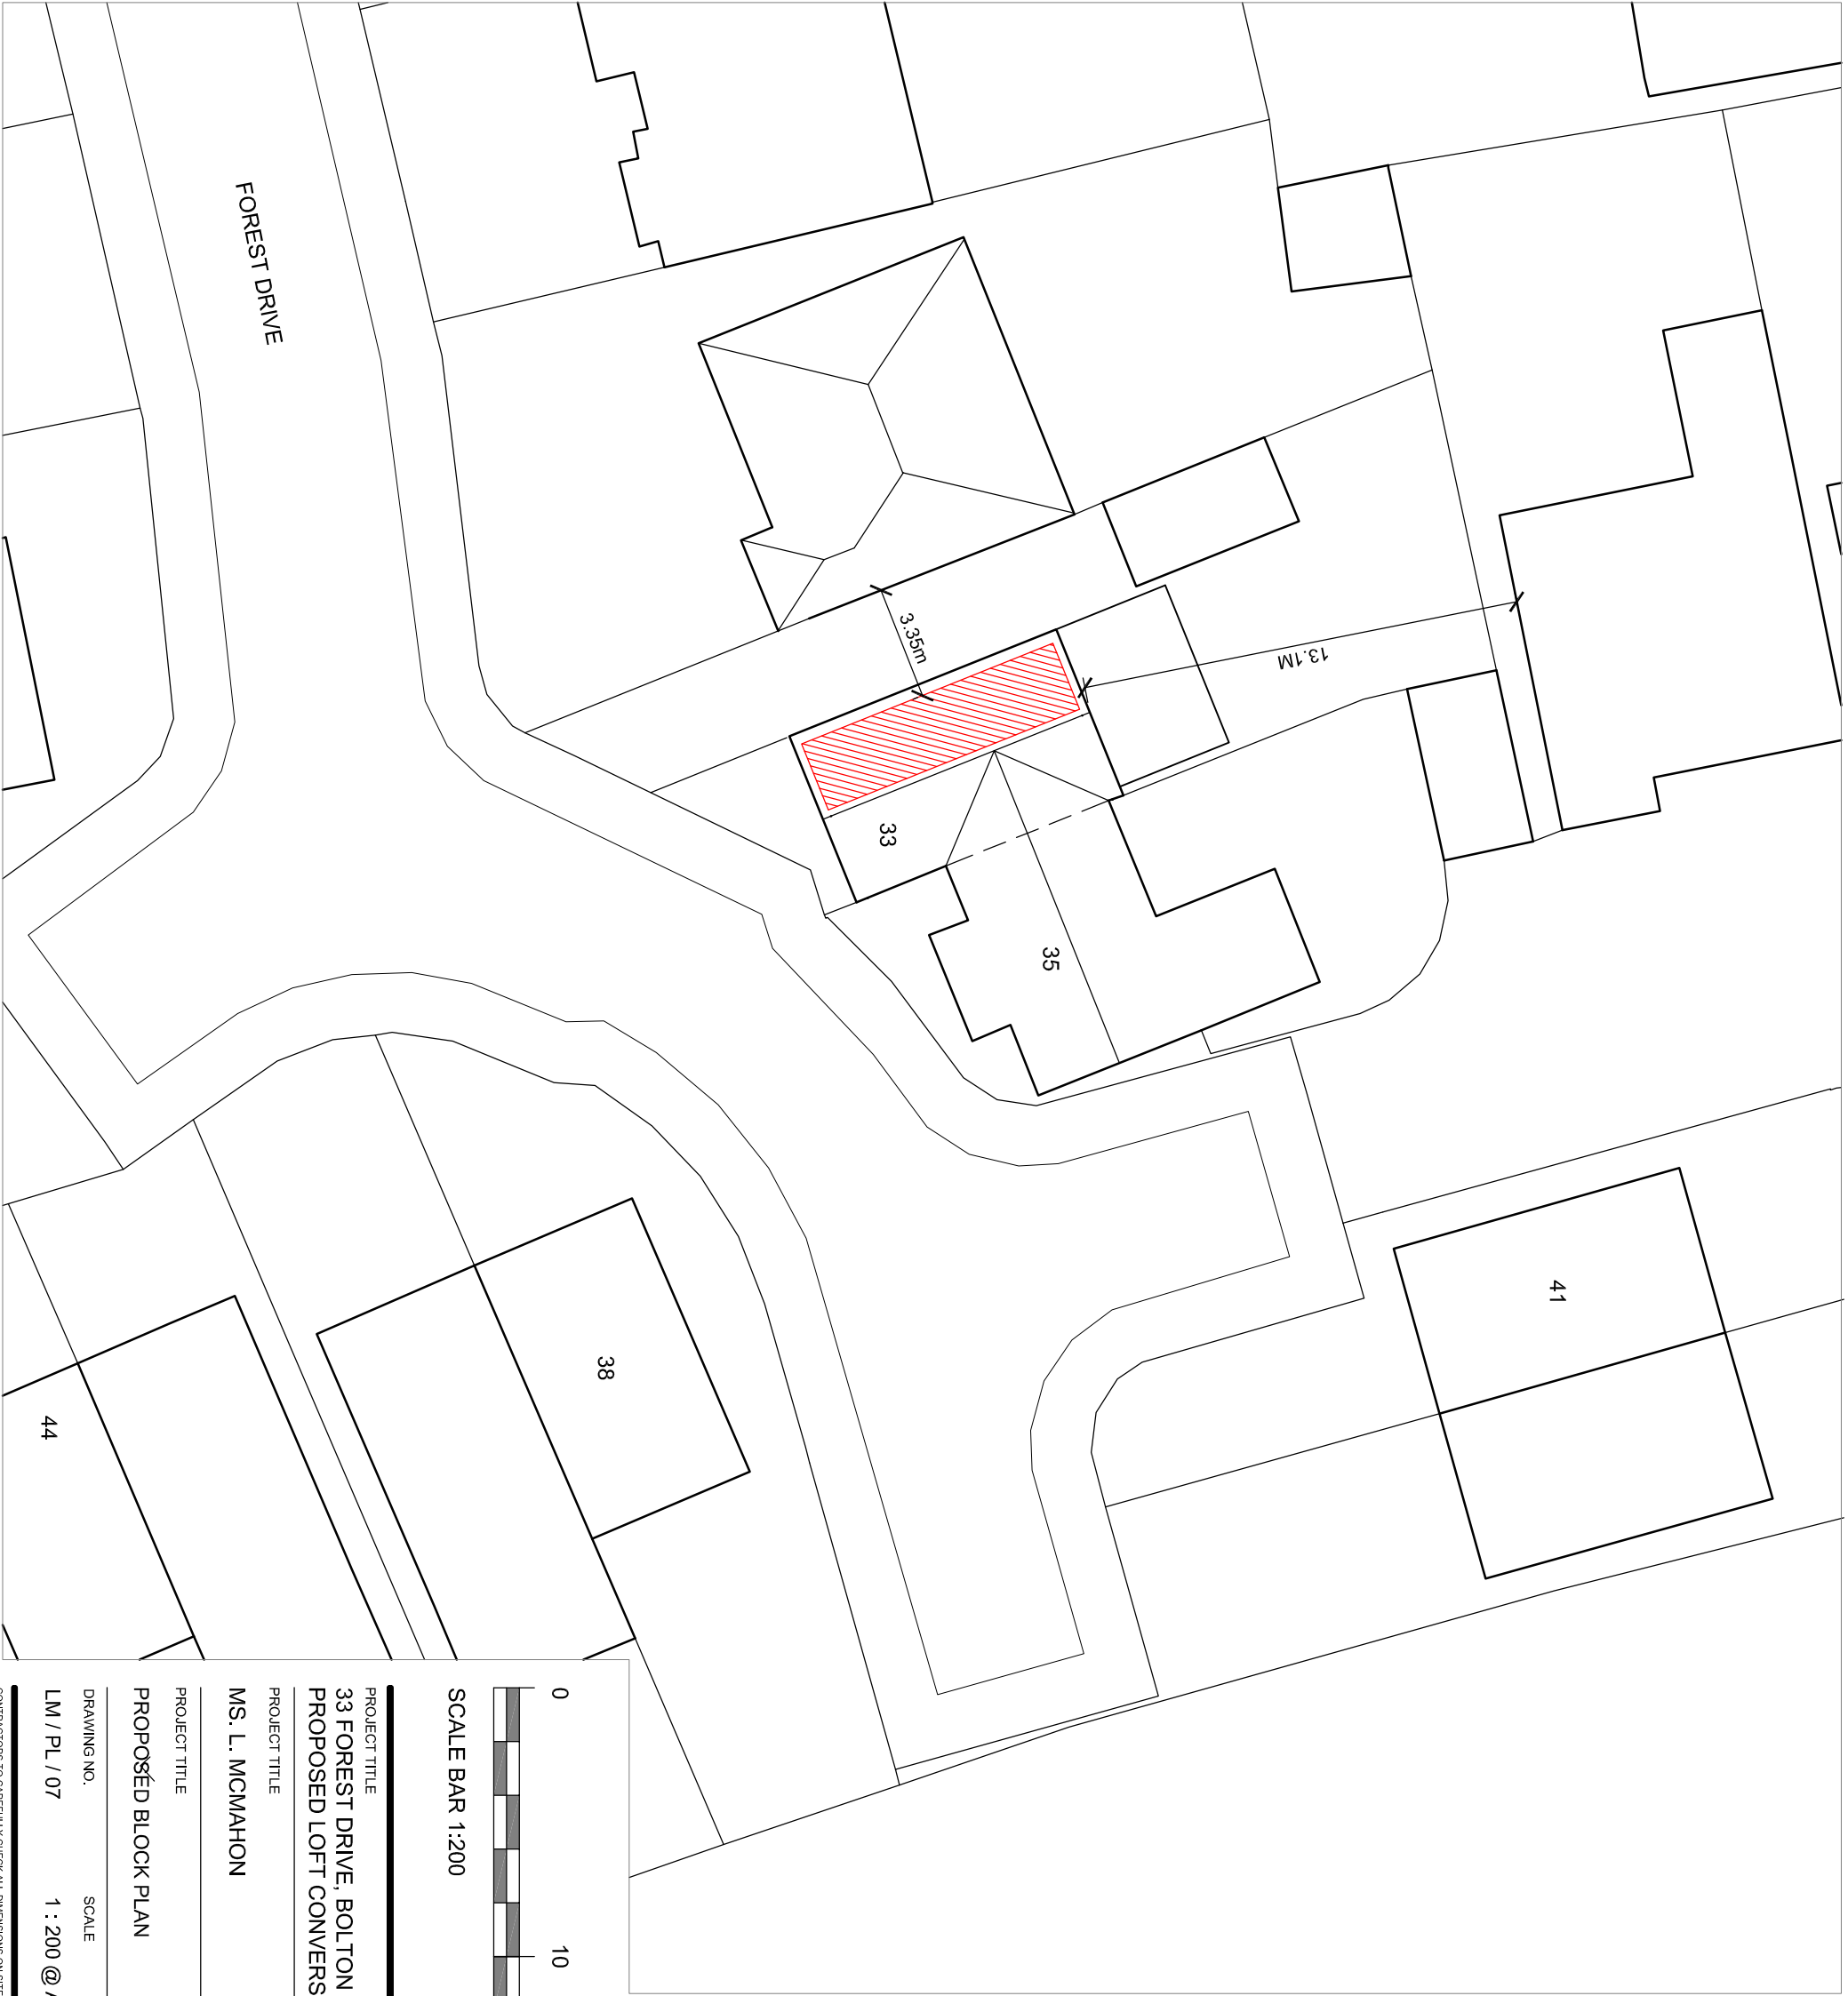 FOREST DRIVE
3.35m
13.1M
33
35
41
38
44
0 10
SCALE BAR 1:200
PROJECT TITLE
33 FOREST DRIVE, BOLTON
PROPOSED LOFT CONVERS
PROJECT TITLE
MS. L. MCMAHON
PROJECT TITLE
PROPOSED BLOCK PLAN
DRAWING NO. SCALE
LM / PL / 07 1 : 200 @